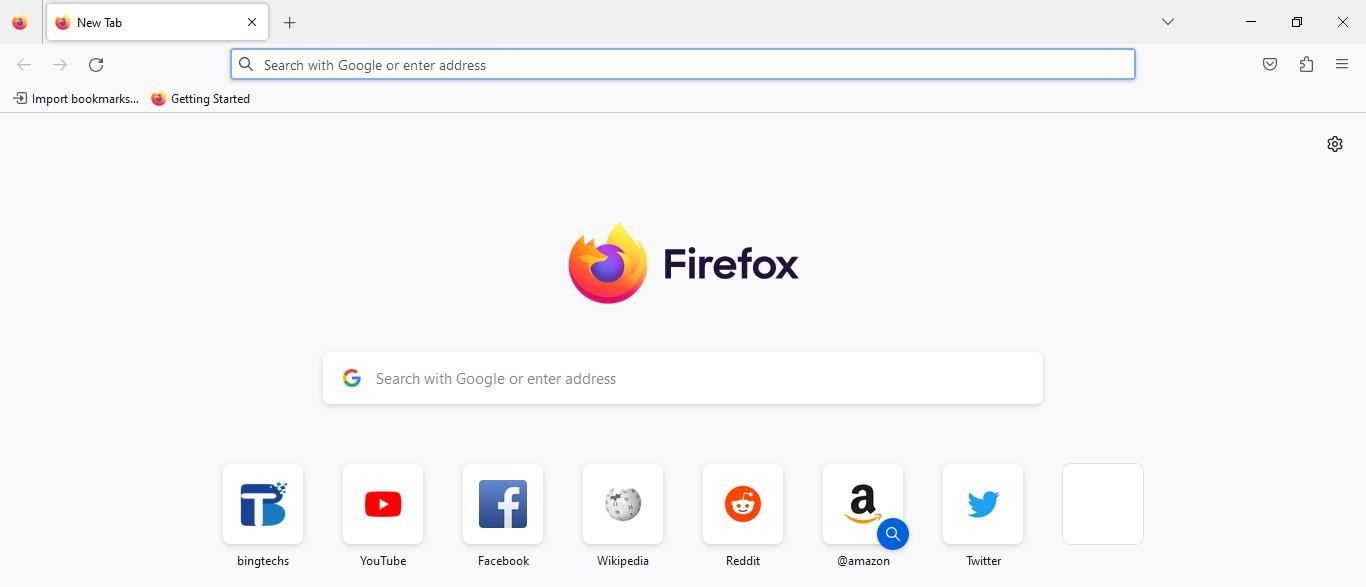 New Tab
Search with Google or enter address
Import bookmarks... Getting Started
Firefox
Search with Google or enter address
bingtechs YouTube Facebook Wikipedia Reddit @amazon Twitter